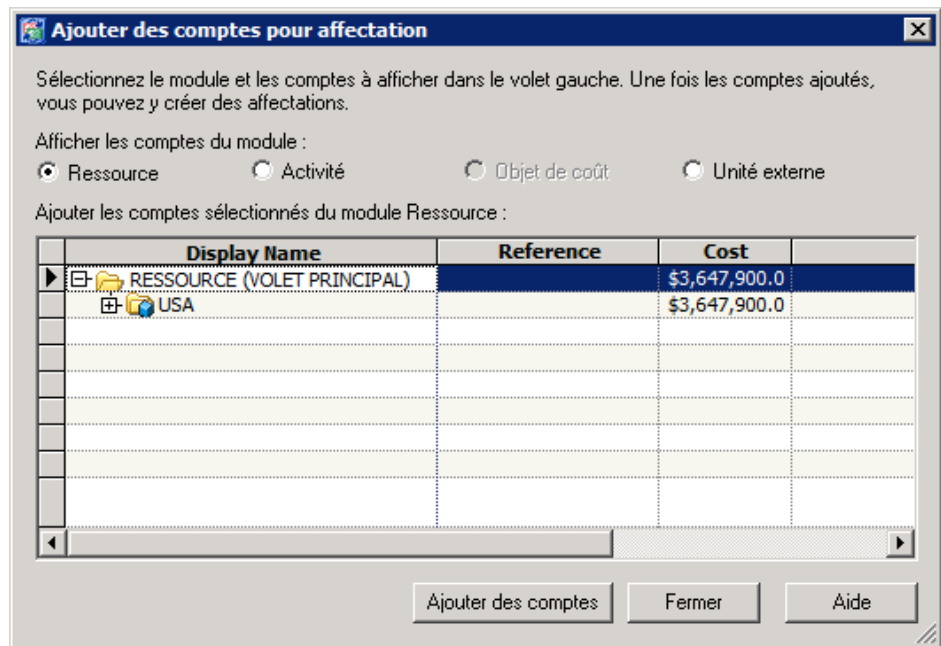 Ajouter des comptes pour affectation
Sélectionnez le module et les comptes à afficher dans le volet gauche. Une fois les comptes ajoutés,
vous pouvez y créer des affectations.
Afficher les comptes du module :
Ressource Activité Objet de coût Unité externe
Ajouter les comptes sélectionnés du module Ressource :
Display Name Reference Cost
RESSOURCE (VOLET PRINCIPAL) $3,647,900.0
USA $3,647,900.0
Ajouter des comptes Fermer Aide